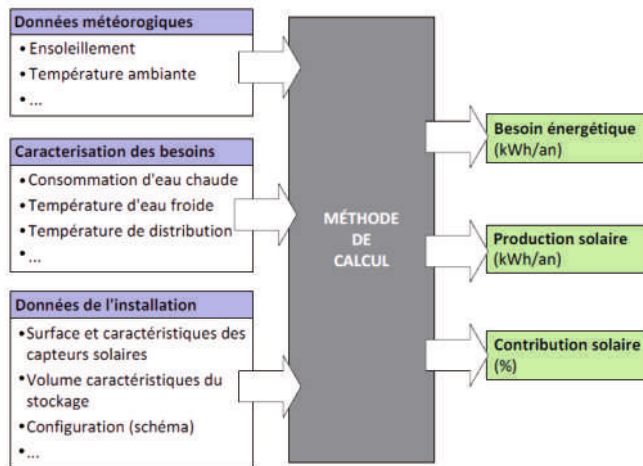 Données météorogiques
• Ensoleillement
• Température ambiante
• ...
Caracterisation des besoins
• Consommation d'eau chaude
• Température d'eau froide
• Température de distribution
• ...
Données de l'installation
• Surface et caractéristiques des
capteurs solaires
• Volume caractéristiques du
stockage
• Configuration (schéma)
• ...
MÉTHODE
DE
CALCUL
Besoin énergétique
(kWh/an)
Production solaire
(kWh/an)
Contribution solaire
(%)